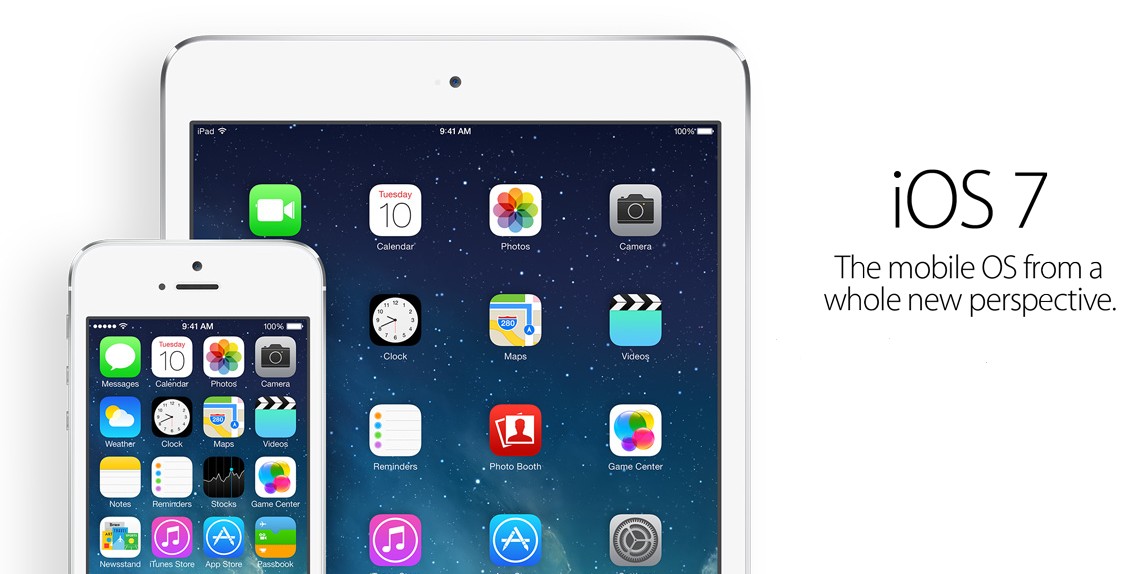 iPad 9:41 AM 100%
Tuesday
10
Calendar Photos Camera
280
Clock Maps Videos
Reminders Photo Booth Game Center
9:41 AM 100%
Tuesday
10
Messages Calendar Photos Camera
280
Weather Clock Maps Videos
Notes Reminders Stocks Game Center
Newsstand iTunes Store App Store Passbook
iOS 7
The mobile OS from a
whole new perspective.